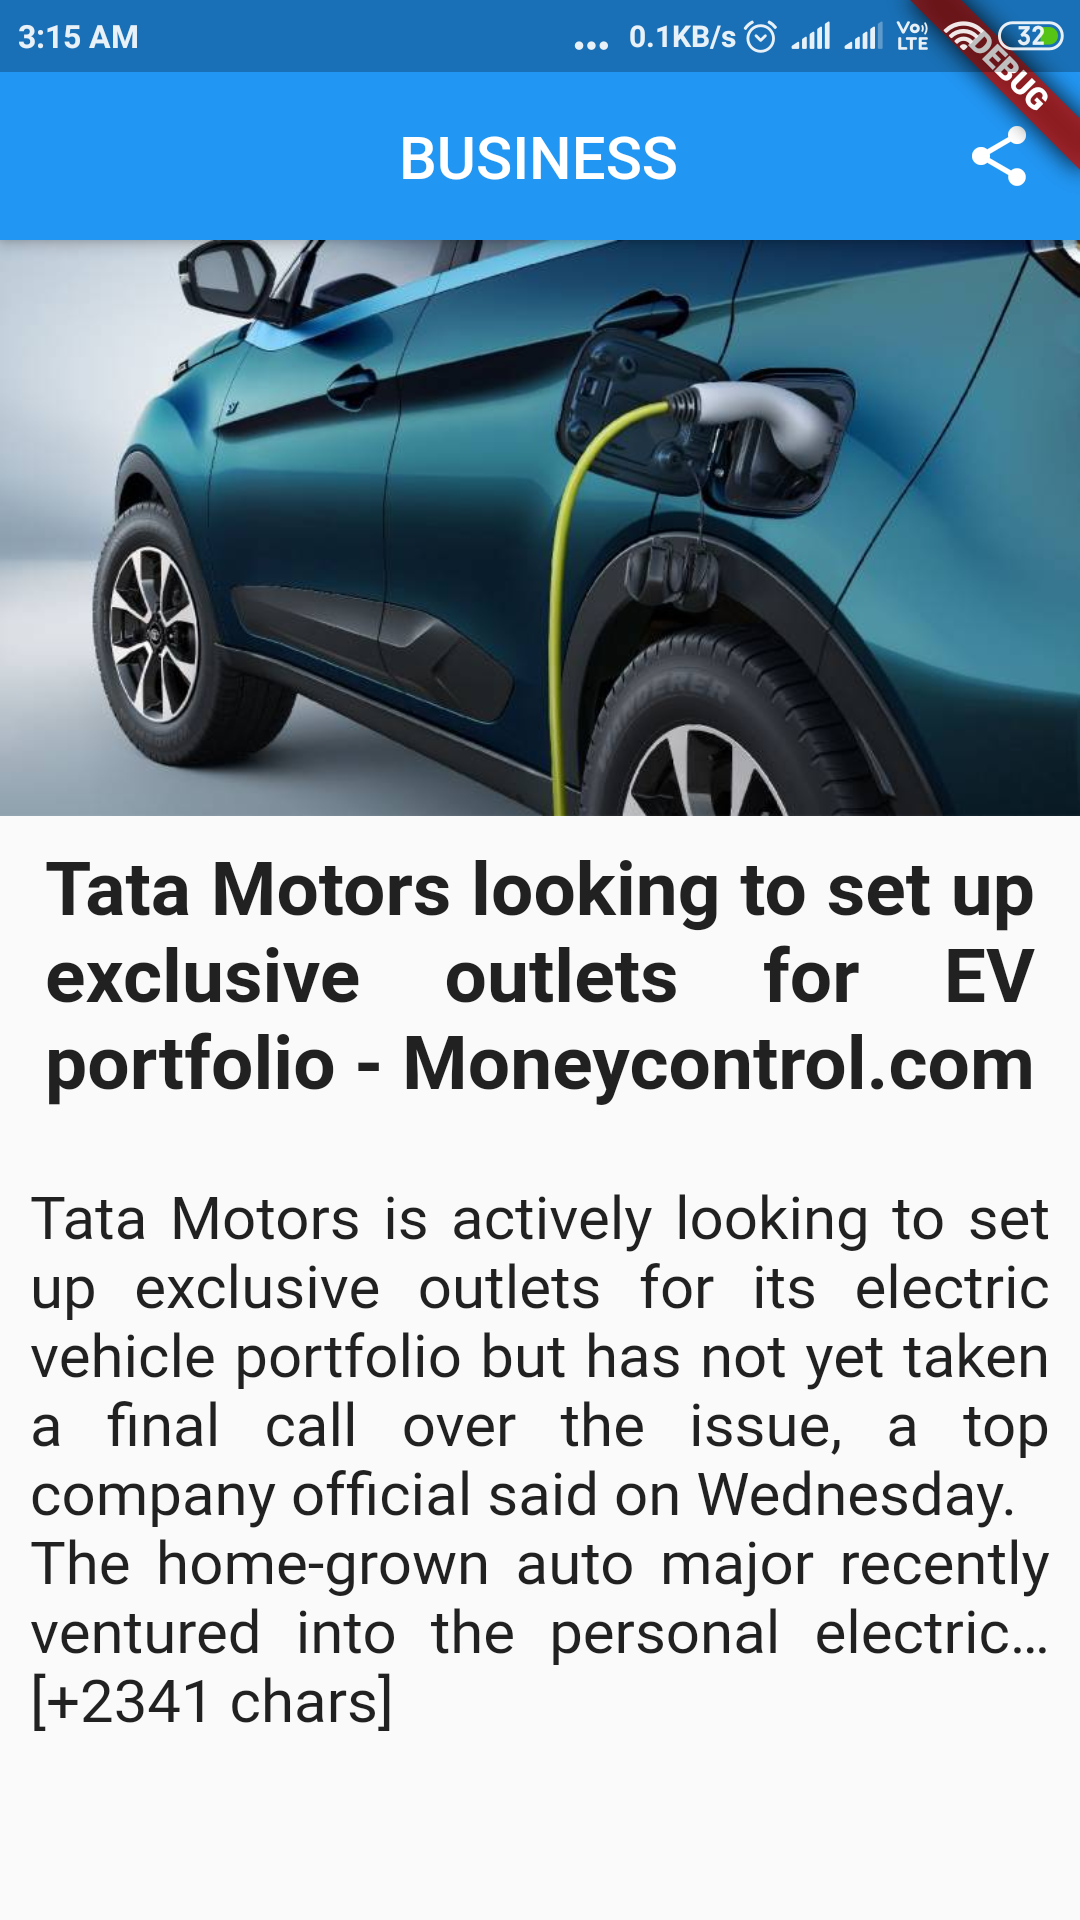 3:15 AM
... 0.1KB/s Vo) LTE 32
DEBUG
BUSINESS
Tata Motors looking to set up
exclusive outlets for EV
portfolio - Moneycontrol.com
Tata Motors is actively looking to set
up exclusive outlets for its electric
vehicle portfolio but has not yet taken
a final call over the issue, a top
company official said on Wednesday.
The home-grown auto major recently
ventured into the personal electric…
[+2341 chars]